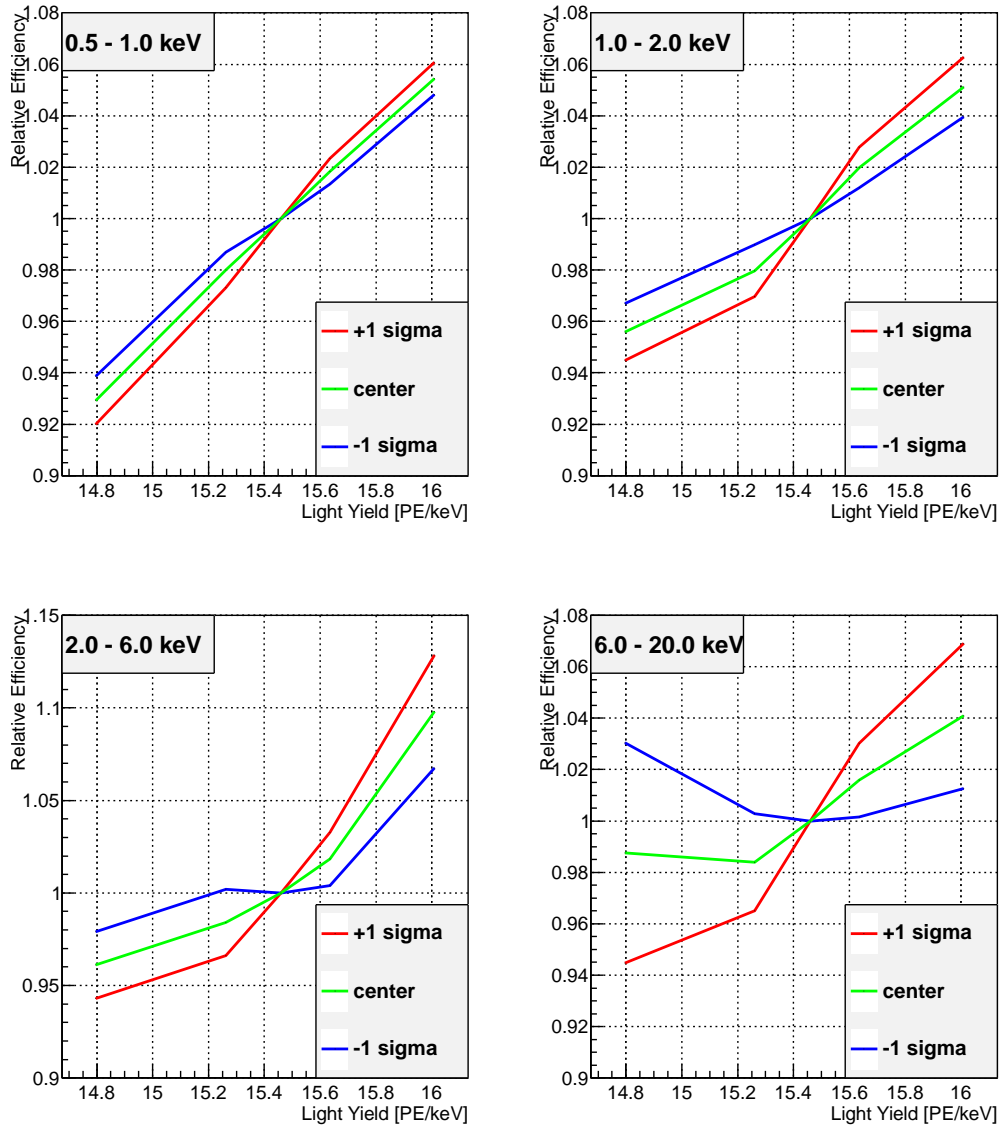 0.5 - 1.0 keV
Relative Efficiency
1.08
1.06
1.04
1.02
1
0.98
0.96
0.94
0.92
0.9
+1 sigma
center
-1 sigma
14.8 15 15.2 15.4 15.6 15.8 16
Light Yield [PE/keV]
1.0 - 2.0 keV
Relative Efficiency
1.08
1.06
1.04
1.02
1
0.98
0.96
0.94
0.92
0.9
+1 sigma
center
-1 sigma
14.8 15 15.2 15.4 15.6 15.8 16
Light Yield [PE/keV]
2.0 - 6.0 keV
Relative Efficiency
1.15
1.1
1.05
1
0.95
0.9
+1 sigma
center
-1 sigma
14.8 15 15.2 15.4 15.6 15.8 16
Light Yield [PE/keV]
6.0 - 20.0 keV
Relative Efficiency
1.08
1.06
1.04
1.02
1
0.98
0.96
0.94
0.92
0.9
+1 sigma
center
-1 sigma
14.8 15 15.2 15.4 15.6 15.8 16
Light Yield [PE/keV]